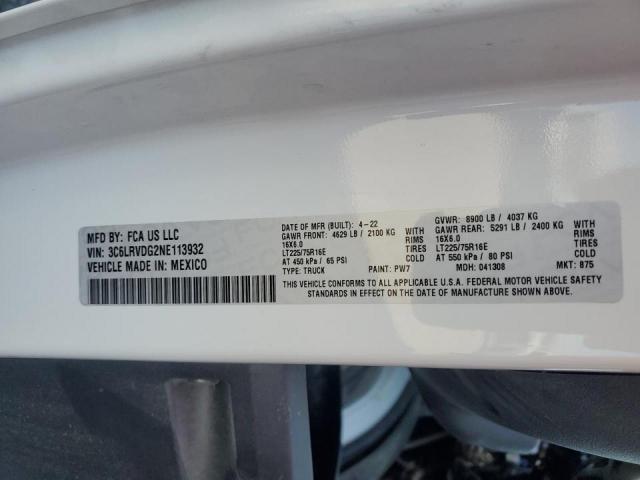 MFD BY: FCA US LLC
VIN: 3C6LRVDG2NE113932
VEHICLE MADE IN: MEXICO
DATE OF MFR (BUILT): 4-22
GAWR FRONT: 4629 LB / 2100 KG WITH
16X6.0 RIMS
LT225/75R16E TIRES
AT 450 kPa / 65 PSI COLD
TYPE: TRUCK PAINT: PW7
GVWR: 8900 LB / 4037 KG
GAWR REAR: 5291 LB / 2400 KG WITH
16X6.0 RIMS
LT225/75R16E TIRES
AT 550 kPa / 80 PSI COLD
MDH: 041308 MKT: 875
THIS VEHICLE CONFORMS TO ALL APPLICABLE U.S.A. FEDERAL MOTOR VEHICLE SAFETY
STANDARDS IN EFFECT ON THE DATE OF MANUFACTURE SHOWN ABOVE.